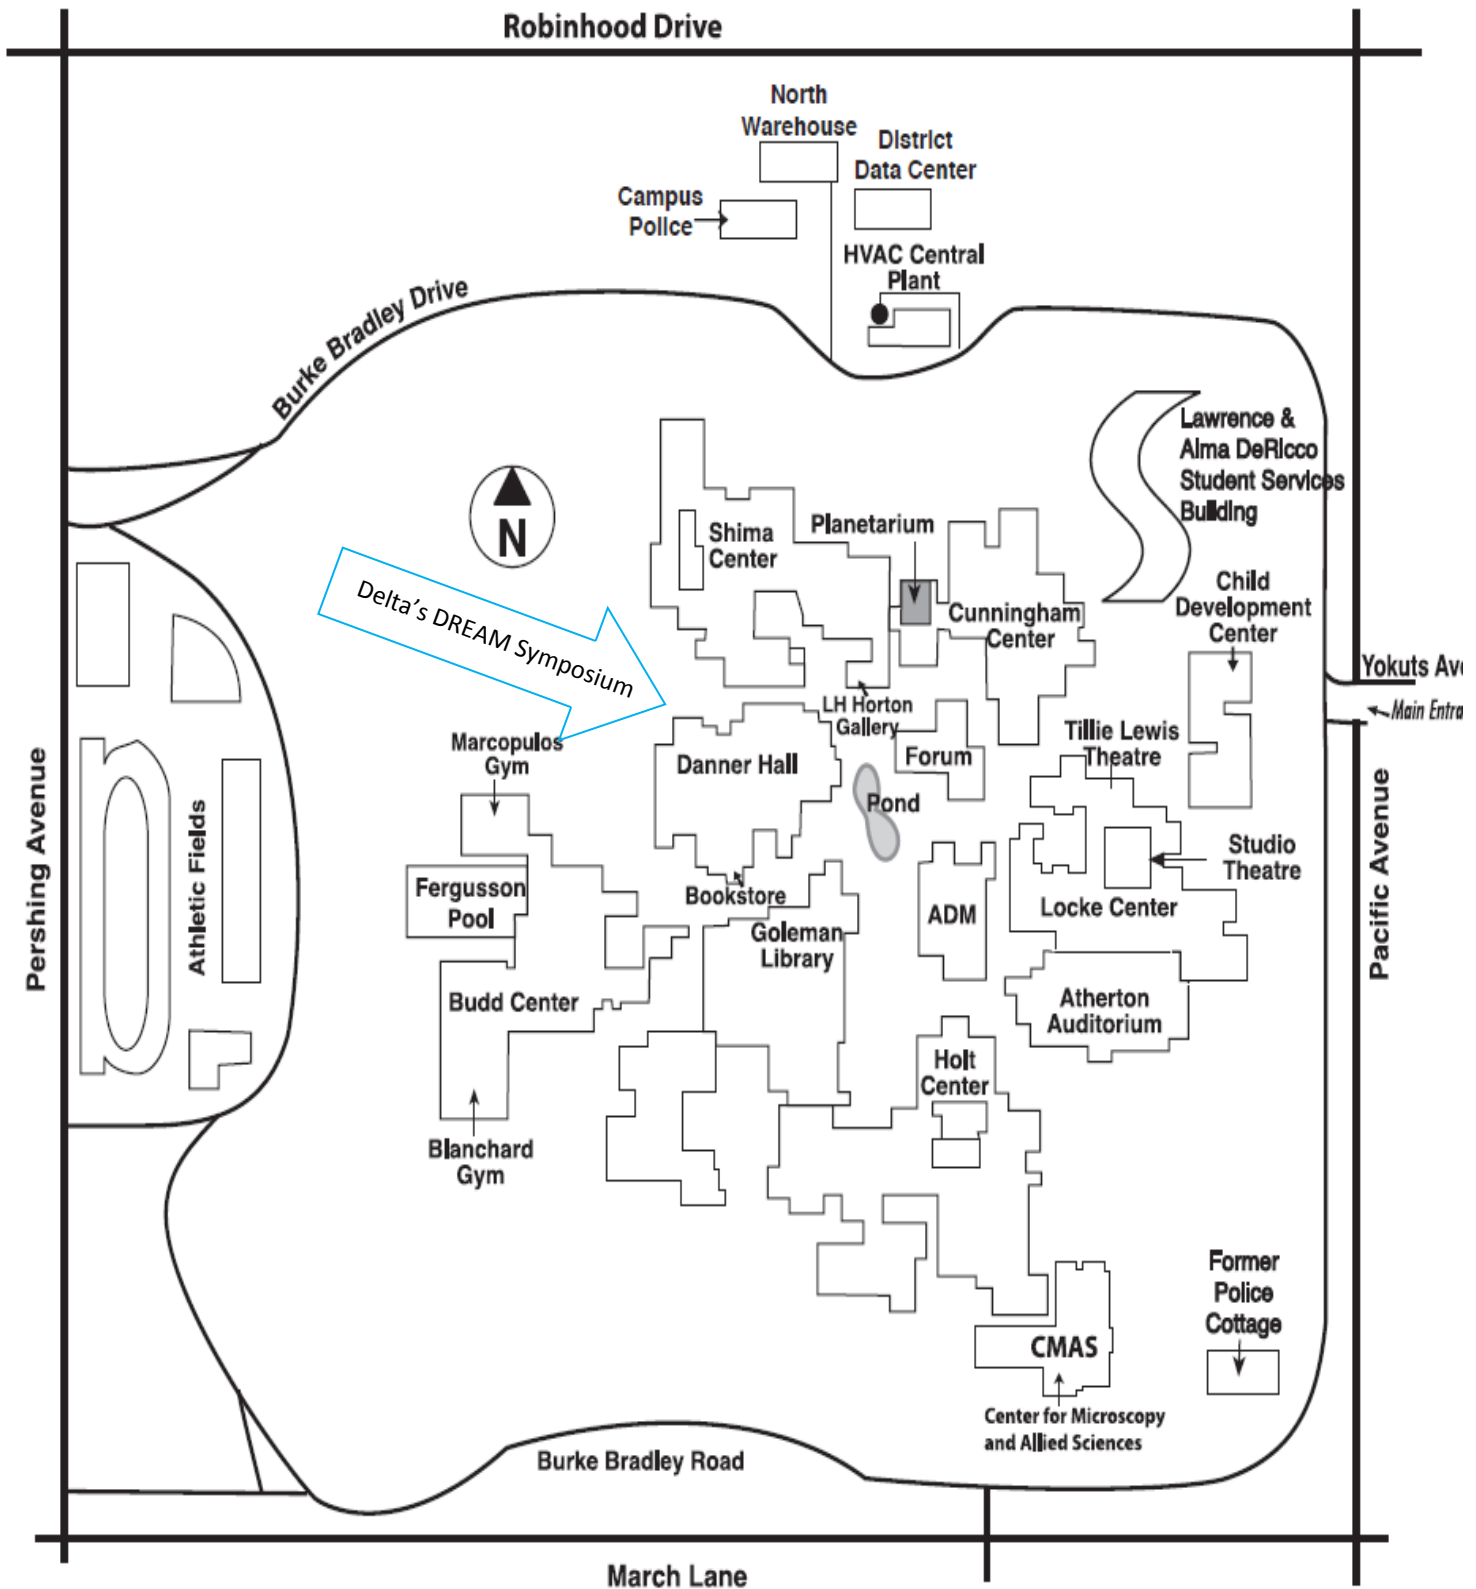 Robinhood Drive
North
Warehouse
District
Data Center
Campus
Police
HVAC Central
Plant
Burke Bradley Drive
Lawrence &
Alma DeRicco
Student Services
Building
N
Shima
Center
Planetarium
Cunningham
Center
Child
Development
Center
Delta's DREAM Symposium
Yokuts Ave
Main Entra
LH Horton
Gallery
Tillie Lewis
Theatre
Marcopulos
Gym
Danner Hall
Forum
Pond
Pershing Avenue
Athletic Fields
Pacific Avenue
Studio
Theatre
Fergusson
Pool
Bookstore
ADM
Locke Center
Goleman
Library
Budd Center
Atherton
Auditorium
Holt
Center
Blanchard
Gym
Former
Police
Cottage
CMAS
Center for Microscopy
and Allied Sciences
Burke Bradley Road
March Lane